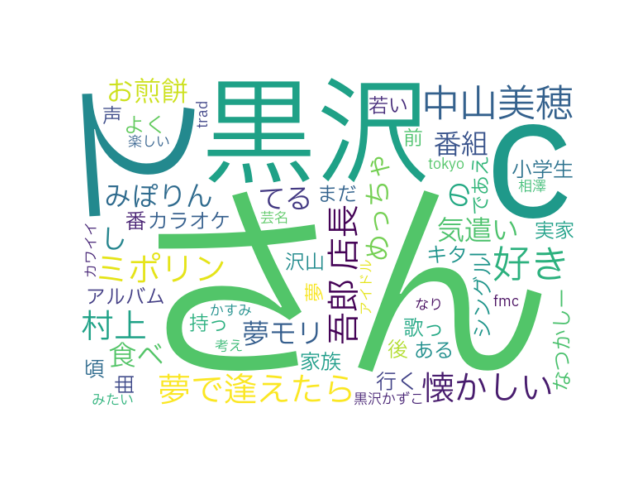 お煎餅
声
よく
楽しい
trad
黒沢
若い
中山美穂
前
番組
tokyo
小学生
相澤
みぽりん
てる
まだ
めっちゃ
の
であえ
番
カラオケ
芸名
し
気遣い
実家
カワイイ
ミポリン
さん
C
ト
沢山
店長
キター
好き
アルバム
夢
アイドル
シングル
なり
fmc
村上
持つ
かすみ
夢モリ
吾郎
歌っ
なつかしー
頃
食べ
考え
家族
後
ある
曲
みたい
夢で逢えたら
行く
黒沢かずこ
懐かしい